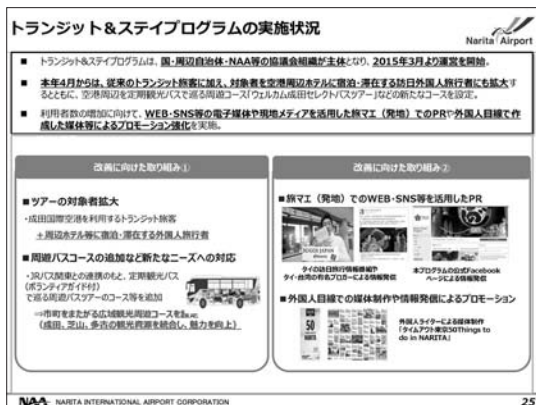 トランジット＆ステイプログラムの実施状況
Narita Airport
■ トランジット&ステイプログラムは、国・周辺自治体・NAA等の協議会組織が主体となり、2015年3月より運営を開始。
■ 本年4月からは、従来のトランジット旅客に加え、対象者を空港周辺ホテルに宿泊・滞在する訪日外国人旅行者にも拡大す
るとともに、空港周辺を定期観光バスで巡る周遊コース「ウェルカム成田セレクトバスツアー」などの新たなコースを設定。
■ 利用者数の増加に向けて、WEB・SNS等の電子媒体や現地メディアを活用した旅マエ（発地）でのPRや外国人目線で作
成した媒体等によるプロモーション強化を実施。
改善に向けた取り組み①
■ツアーの対象者拡大
・成田国際空港を利用するトランジット旅客
＋周辺ホテル等に宿泊・滞在する外国人旅行者
■周遊バスコースの追加など新たなニーズへの対応
・JRバス関東との連携のもと、定期観光バス
（ボランティアガイド付）
で巡る周遊バスツアーのコース等を追加
⇒市町をまたがる広域観光周遊コースを
（成田、芝山、多古の観光資源を統合し、魅力を向上）
改善に向けた取り組み②
■旅マエ（発地）でのWEB・SNS等を活用したPR
タイの訪日旅行情報番組や
タイ・台湾の有名ブロガーによる情報発信
本プログラムの公式Facebook
ページによる情報発信
■外国人目線での媒体制作や情報発信によるプロモーション
50
外国人ライターによる媒体制作
「タイムアウト東京50Things to
do in NARITA」
NAA NARITA INTERNATIONAL AIRPORT CORPORATION
25